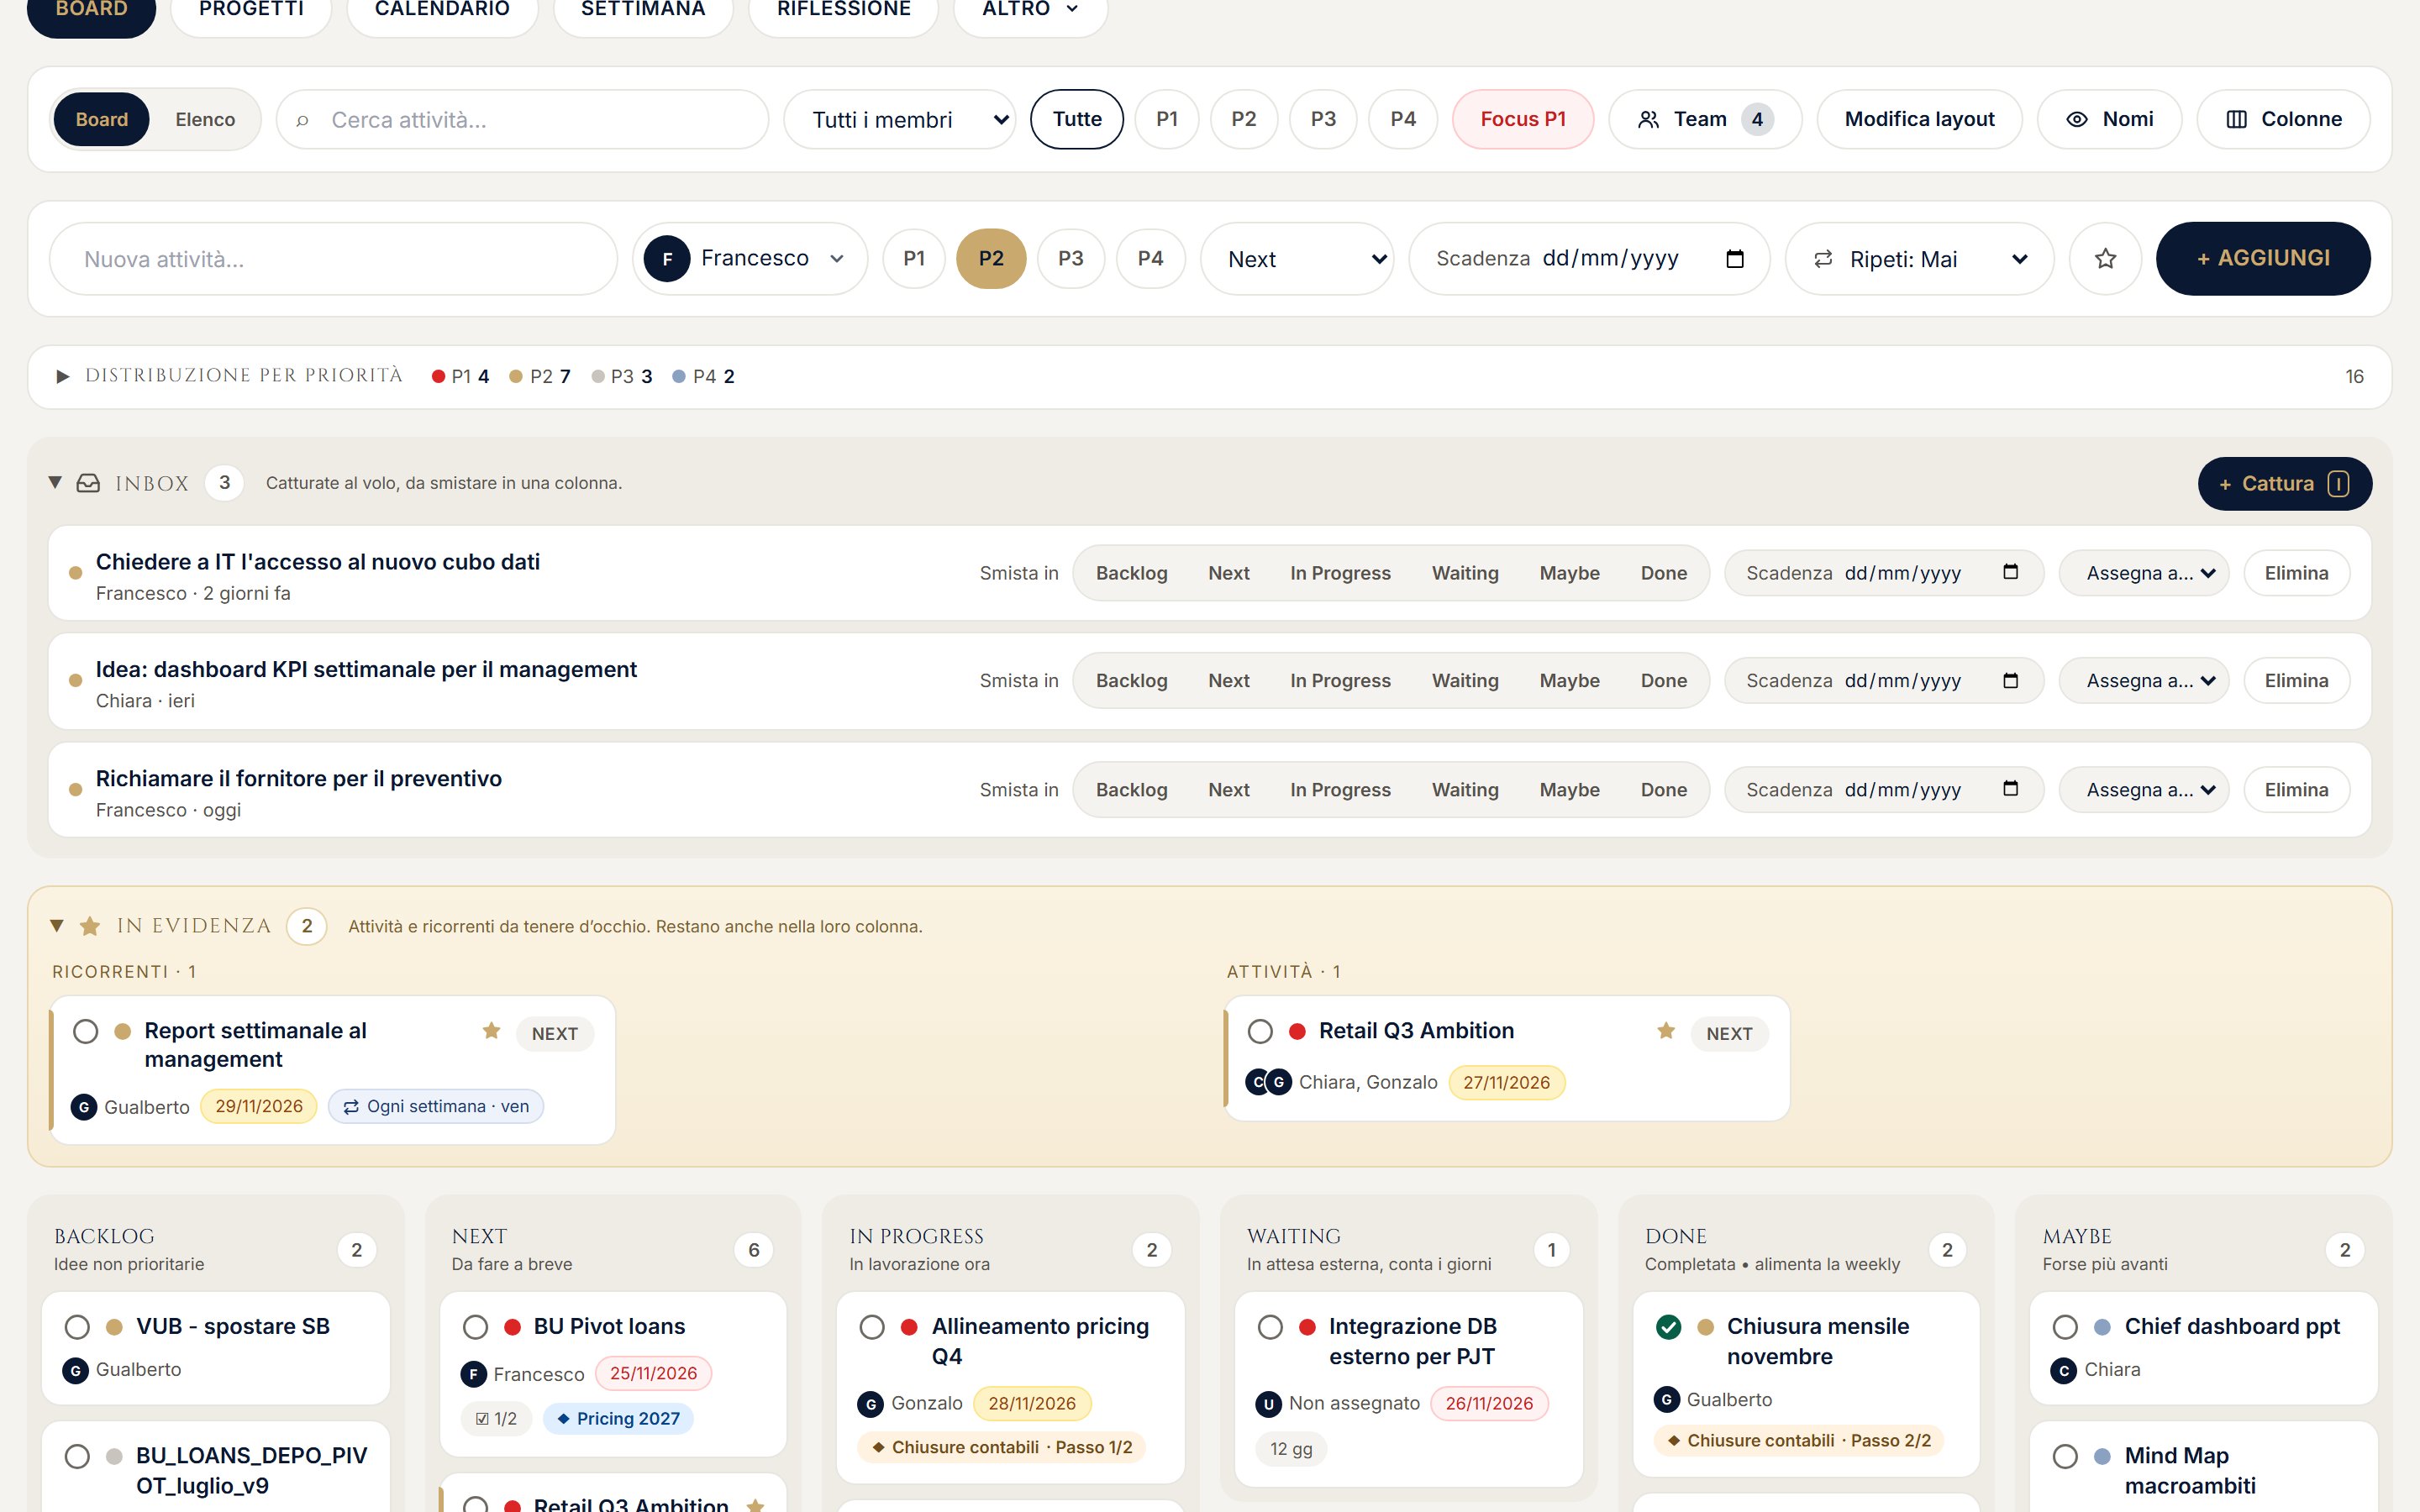 BOARD PROGETTI CALENDARIO SETTIMANA RIFLESSIONE ALTRO
Board Elenco Cerca attività... Tutti i membri Tutte P1 P2 P3 P4 Focus P1 Team 4 Modifica layout Nomi Colonne
Nuova attività... F Francesco P1 P2 P3 P4 Next Scadenza dd/mm/yyyy Ripeti: Mai + AGGIUNGI
DISTRIBUZIONE PER PRIORITÀ P1 4 P2 7 P3 3 P4 2 16
INBOX 3 Catturate al volo, da smistare in una colonna. + Cattura I
Chiedere a IT l'accesso al nuovo cubo dati
Francesco · 2 giorni fa
Smista in Backlog Next In Progress Waiting Maybe Done Scadenza dd/mm/yyyy Assegna a... Elimina
Idea: dashboard KPI settimanale per il management
Chiara · ieri
Smista in Backlog Next In Progress Waiting Maybe Done Scadenza dd/mm/yyyy Assegna a... Elimina
Richiamare il fornitore per il preventivo
Francesco · oggi
Smista in Backlog Next In Progress Waiting Maybe Done Scadenza dd/mm/yyyy Assegna a... Elimina
IN EVIDENZA 2 Attività e ricorrenti da tenere d’occhio. Restano anche nella loro colonna.
RICORRENTI · 1
Report settimanale al
management
NEXT
G Gualberto 29/11/2026 Ogni settimana · ven
ATTIVITÀ · 1
Retail Q3 Ambition NEXT
C G Chiara, Gonzalo 27/11/2026
BACKLOG 2
Idee non prioritarie
VUB - spostare SB
G Gualberto
BU_LOANS_DEPO_PIV
OT_luglio_v9
NEXT 6
Da fare a breve
BU Pivot loans
F Francesco 25/11/2026
1/2 Pricing 2027
Retail Q3 Ambition
IN PROGRESS 2
In lavorazione ora
Allineamento pricing
Q4
G Gonzalo 28/11/2026
Chiusure contabili · Passo 1/2
WAITING 1
In attesa esterna, conta i giorni
Integrazione DB
esterno per PJT
U Non assegnato 26/11/2026
12 gg
DONE 2
Completata • alimenta la weekly
Chiusura mensile
novembre
G Gualberto
Chiusure contabili · Passo 2/2
MAYBE 2
Forse più avanti
Chief dashboard ppt
C Chiara
Mind Map
macroambiti